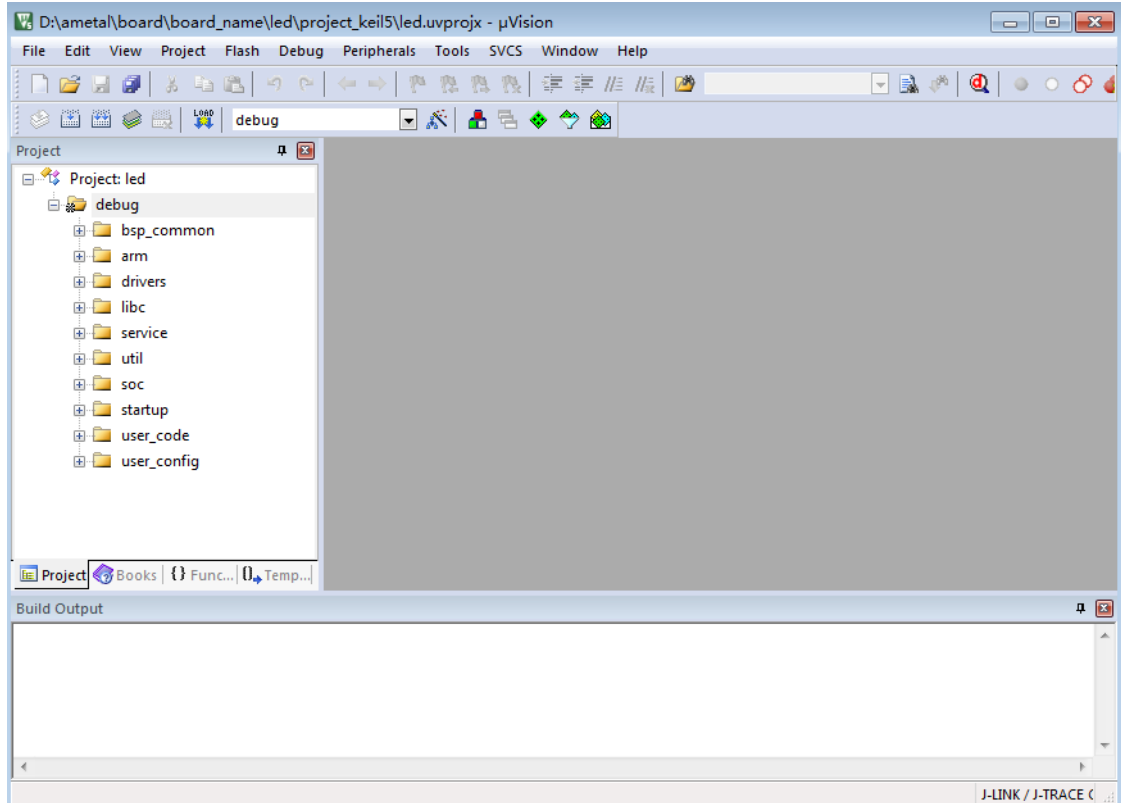 D:\ametal\board\board_name\led\project_keil5\led.uvprojx - µVision
File Edit View Project Flash Debug Peripherals Tools SVCS Window Help
LOAD debug
Project
Project: led
debug
bsp_common
arm
drivers
libc
service
util
soc
startup
user_code
user_config
Project Books {} Func... 0 Temp...
Build Output
J-LINK / J-TRACE C